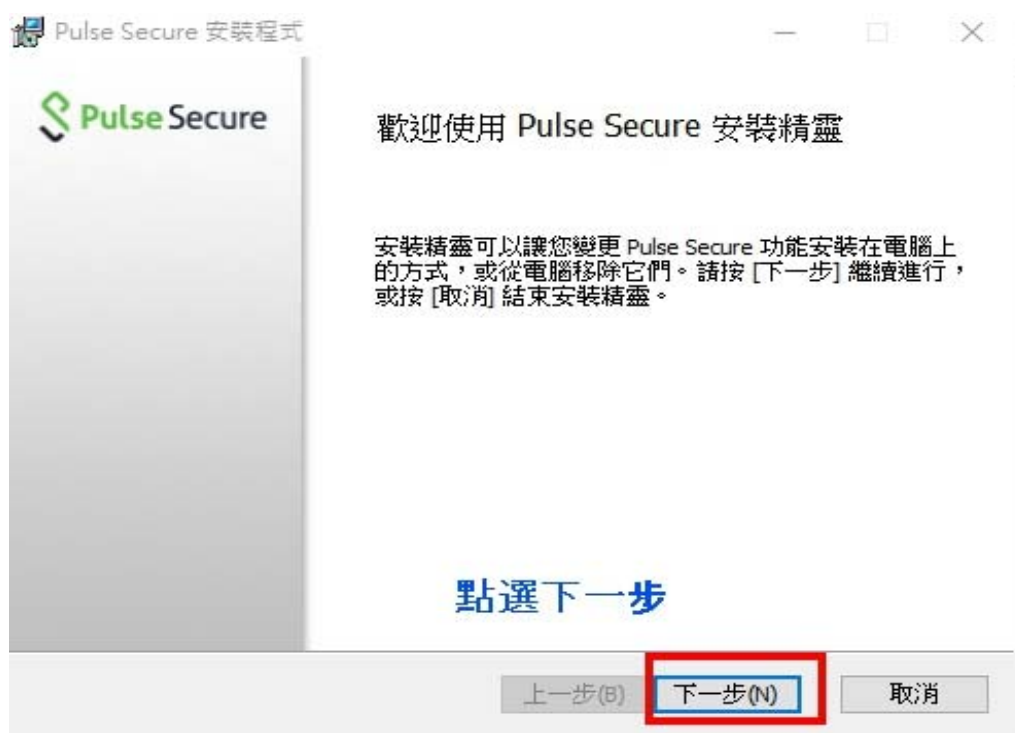 Pulse Secure 安裝程式
Pulse Secure
歡迎使用 Pulse Secure 安裝精靈
安裝精靈可以讓您變更 Pulse Secure 功能安裝在電腦上
的方式，或從電腦移除它們。請按 [下一步] 繼續進行，
或按 [取消] 結束安裝精靈。
點選下一步
上一步(B) 下一步(N) 取消